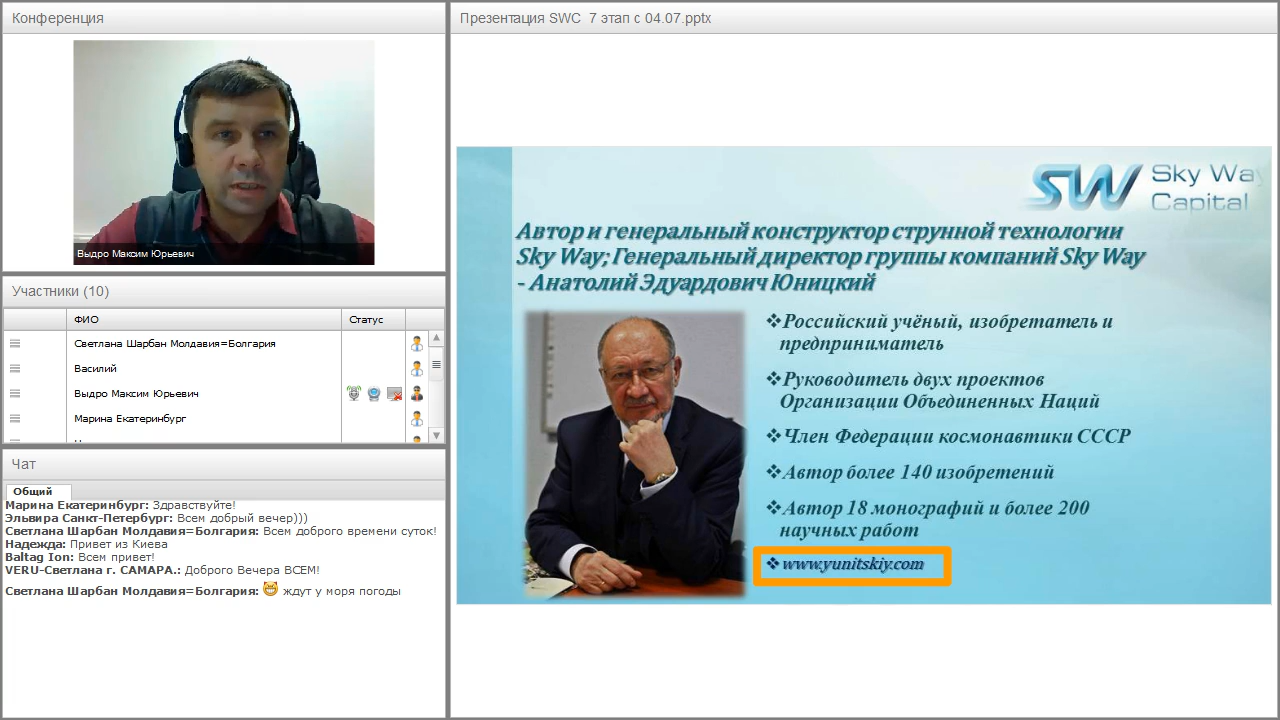 Конференция
Выдро Максим Юрьевич
Участники (10)
ФИО
Статус
Светлана Шарбан Молдавия=Болгария
Василий
Выдро Максим Юрьевич
Марина Екатеринбург
Чат
Общий
Марина Екатеринбург: Здравствуйте!
Эльвира Санкт-Петербург: Всем добрый вечер)))
Светлана Шарбан Молдавия=Болгария: Всем доброго времени суток!
Надежда: Привет из Киева
Baltag Ion: Всем привет!
VERU-Светлана г. САМАРА.: Доброго Вечера ВСЕМ!
Светлана Шарбан Молдавия=Болгария: ждут у моря погоды
Презентация SWC 7 этап с 04.07.pptx
SW Sky Way
Capital
Автор и генеральный конструктор струнной технологии
Sky Way; Генеральный директор группы компаний Sky Way
- Анатолий Эдуардович Юницкий
❖Российский учёный, изобретатель и
предприниматель
❖Руководитель двух проектов
Организации Объединенных Наций
❖Член Федерации космонавтики СССР
❖Автор более 140 изобретений
❖Автор 18 монографий и более 200
научных работ
❖www.yunitskiy.com